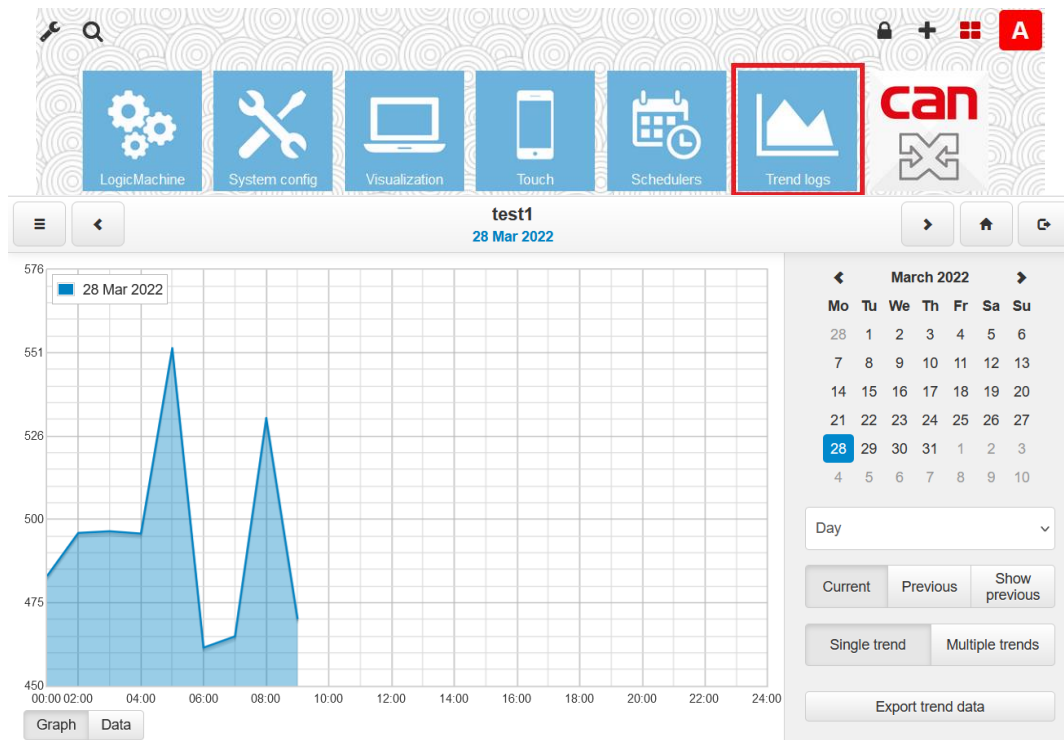 A
LogicMachine
System config
Visualization
Touch
Schedulers
Trend logs
can
test1
28 Mar 2022
576
551
526
500
475
450
28 Mar 2022
00:00 02:00 04:00 06:00 08:00 10:00 12:00 14:00 16:00 18:00 20:00 22:00 24:00
Graph Data
March 2022
Mo Tu We Th Fr Sa Su
28 1 2 3 4 5 6
7 8 9 10 11 12 13
14 15 16 17 18 19 20
21 22 23 24 25 26 27
28 29 30 31 1 2 3
4 5 6 7 8 9 10
Day
Current Previous Show
previous
Single trend Multiple trends
Export trend data